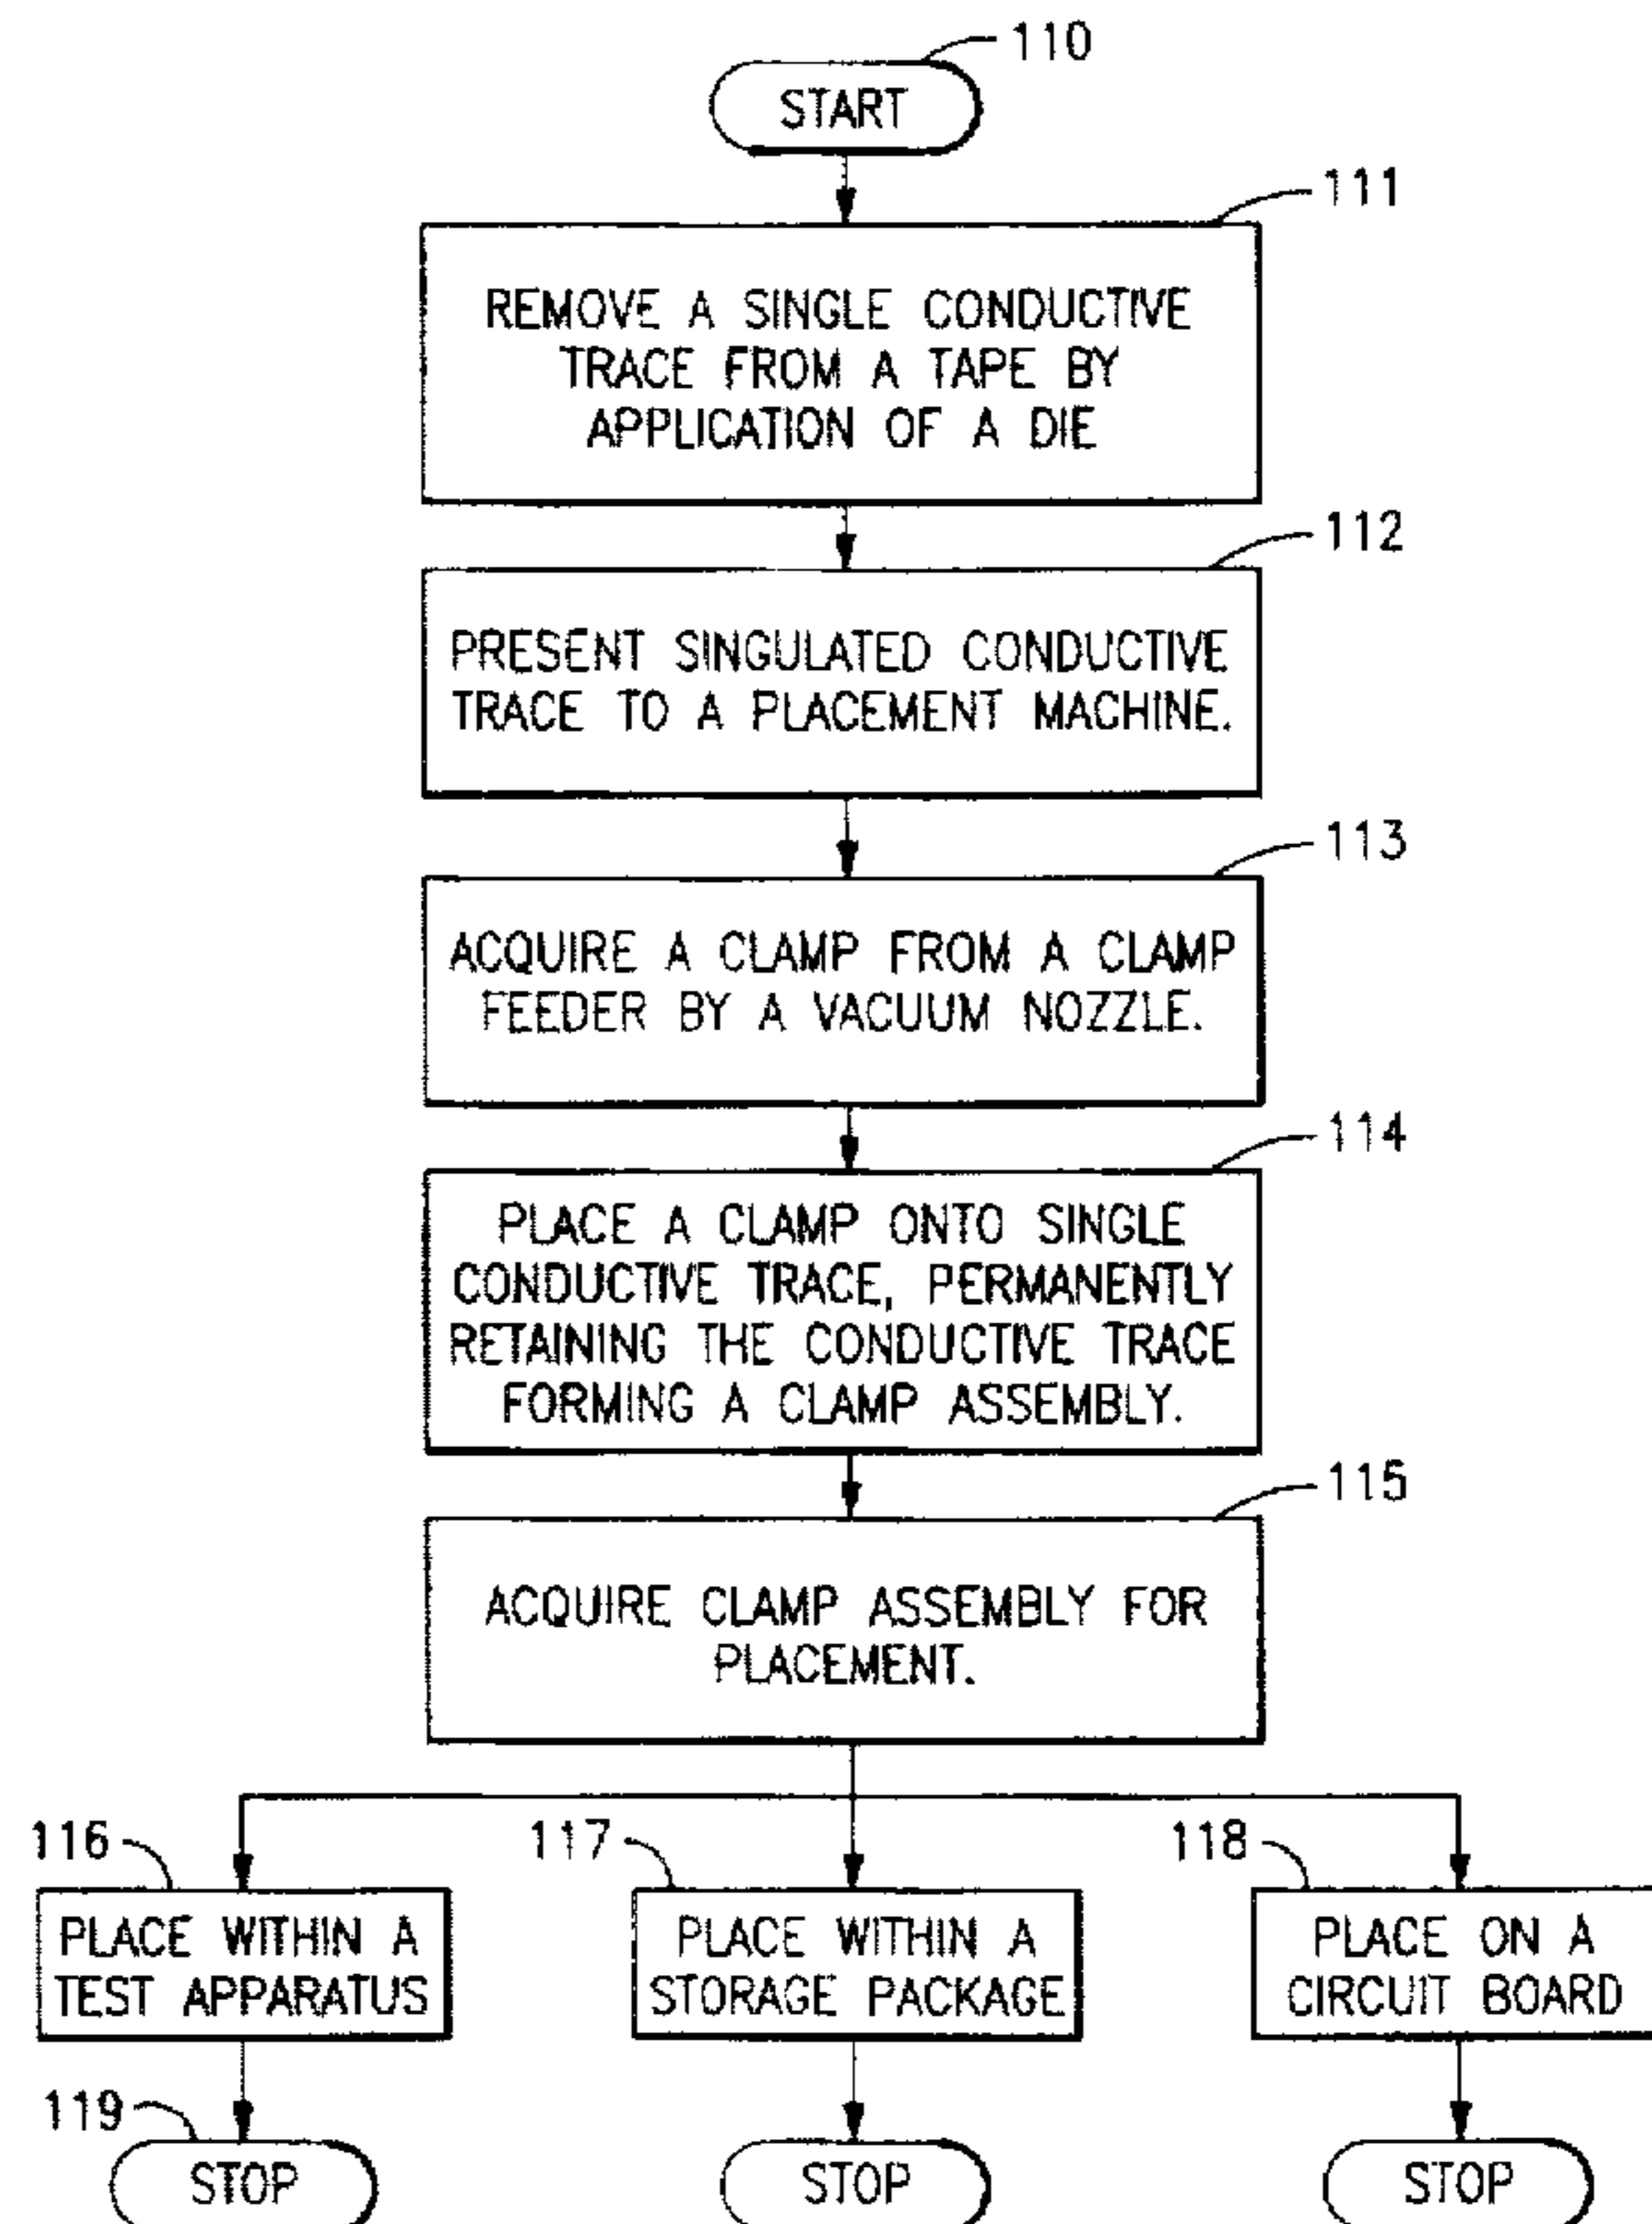 110
START
111
REMOVE A SINGLE CONDUCTIVE
TRACE FROM A TAPE BY
APPLICATION OF A DIE
112
PRESENT SINGULATED CONDUCTIVE
TRACE TO A PLACEMENT MACHINE.
113
ACQUIRE A CLAMP FROM A CLAMP
FEEDER BY A VACUUM NOZZLE.
114
PLACE A CLAMP ONTO SINGLE
CONDUCTIVE TRACE, PERMANENTLY
RETAINING THE CONDUCTIVE TRACE
FORMING A CLAMP ASSEMBLY.
115
ACQUIRE CLAMP ASSEMBLY FOR
PLACEMENT.
116
PLACE WITHIN A
TEST APPARATUS
117
PLACE WITHIN A
STORAGE PACKAGE
118
PLACE ON A
CIRCUIT BOARD
119
STOP
STOP
STOP